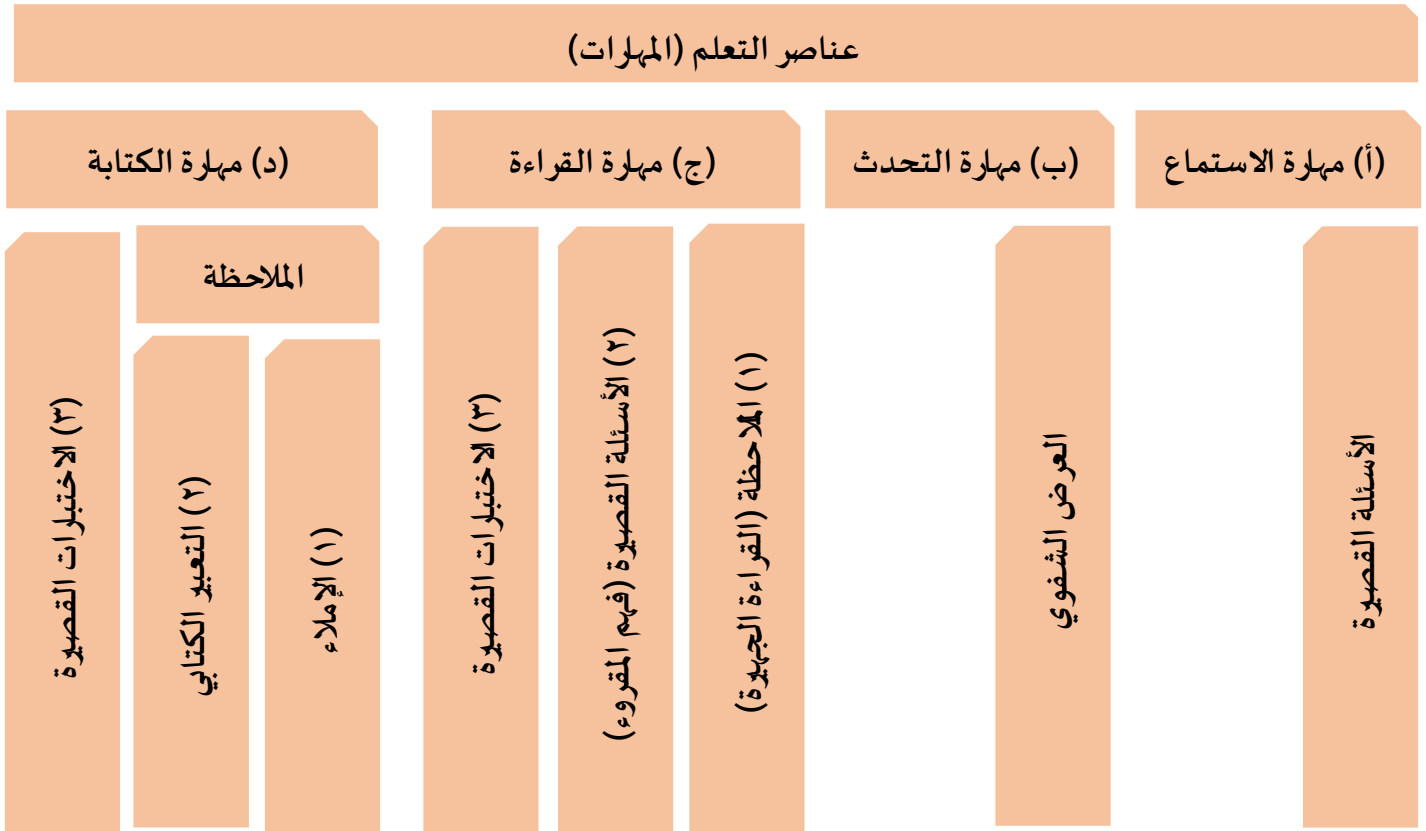 عناصر التعلم (المهارات)
(أ) مهارة الاستماع
(ب) مهارة التحدث
(ج) مهارة القراءة
(د) مهارة الكتابة
الأسئلة القصيرة
العرض الشفوي
(١) الملاحظة (القراءة الجهيرة)
(٢) الأسئلة القصيرة (فهم المقروء)
(٣) الاختبارات القصيرة
الملاحظة
(١) الإملاء
(٢) التعبير الكتابي
(٣) الاختبارات القصيرة